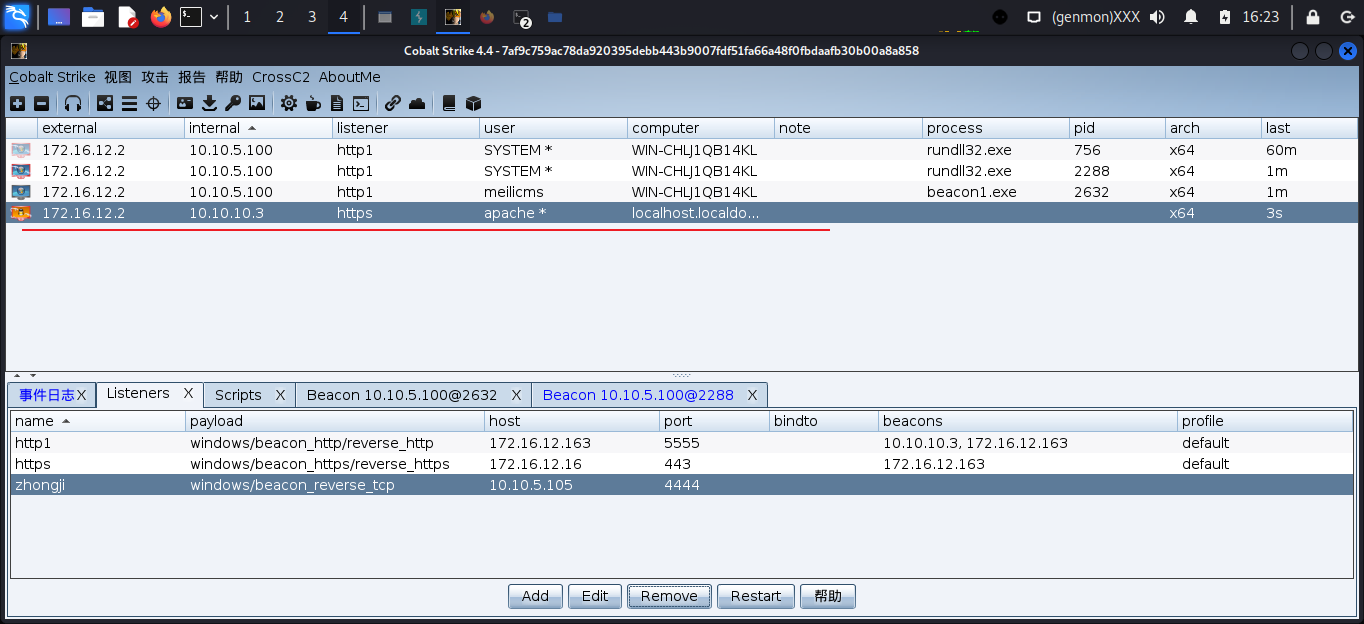 1 2 3 4 2 (genmon)XXX 16:23
Cobalt Strike 4.4 - 7af9c759ac78da920395debb443b9007fdf51fa66a48f0fbdaafb30b00a8a858
Cobalt Strike 视图 攻击 报告 帮助 CrossC2 AboutMe
external internal listener user computer note process pid arch last
172.16.12.2 10.10.5.100 http1 SYSTEM * WIN-CHLJ1QB14KL rundll32.exe 756 x64 60m
172.16.12.2 10.10.5.100 http1 SYSTEM * WIN-CHLJ1QB14KL rundll32.exe 2288 x64 1m
172.16.12.2 10.10.5.100 http1 meilicms WIN-CHLJ1QB14KL beacon1.exe 2632 x64 1m
172.16.12.2 10.10.10.3 https apache * localhost.localdo... x64 3s
事件日志 X Listeners X Scripts X Beacon 10.10.5.100@2632 X Beacon 10.10.5.100@2288 X
name payload host port bindto beacons profile
http1 windows/beacon_http/reverse_http 172.16.12.163 5555 10.10.10.3, 172.16.12.163 default
https windows/beacon_https/reverse_https 172.16.12.16 443 172.16.12.163 default
zhongji windows/beacon_reverse_tcp 10.10.5.105 4444
Add Edit Remove Restart 帮助